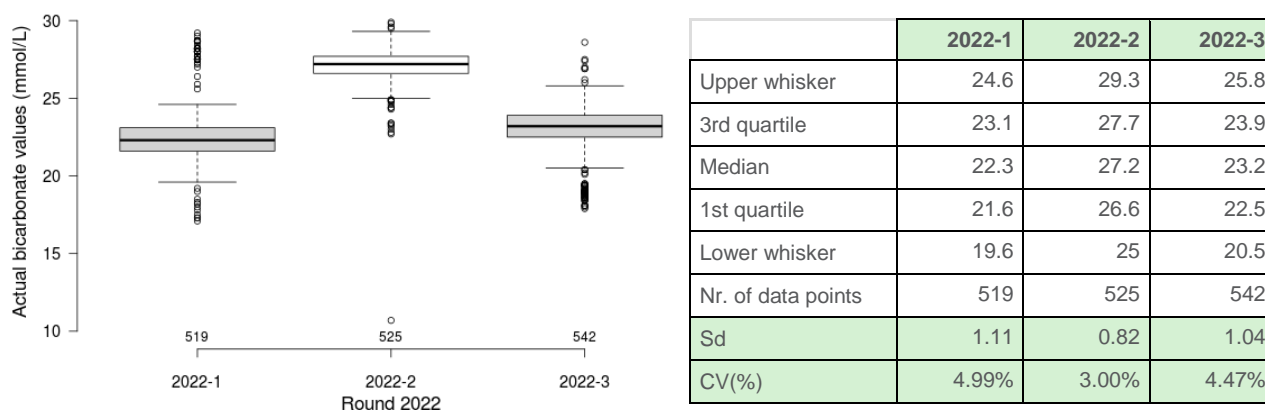 Actual bicarbonate values (mmol/L)
30
25
20
15
10
519 525 542
2022-1 2022-2 2022-3
Round 2022
2022-1 2022-2 2022-3
Upper whisker 24.6 29.3 25.8
3rd quartile 23.1 27.7 23.9
Median 22.3 27.2 23.2
1st quartile 21.6 26.6 22.5
Lower whisker 19.6 25 20.5
Nr. of data points 519 525 542
Sd 1.11 0.82 1.04
CV(%) 4.99% 3.00% 4.47%